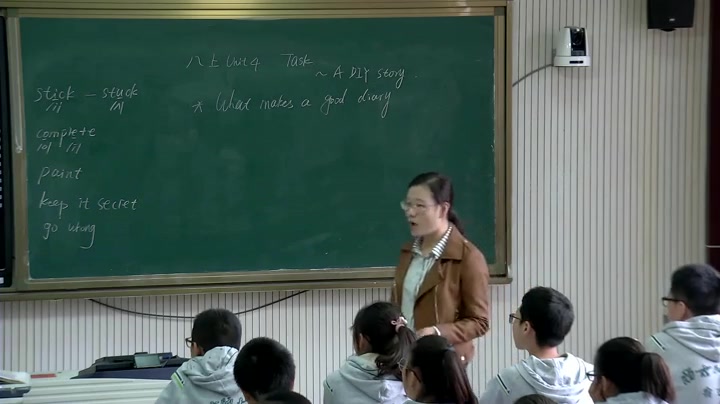 八上 Unit 4 Task
~ A DIY story.
* What makes a good diary
stick - stuck
/ɪ/ /ʌ/
complete
/ə/ /iː/
paint
keep it secret
go wrong